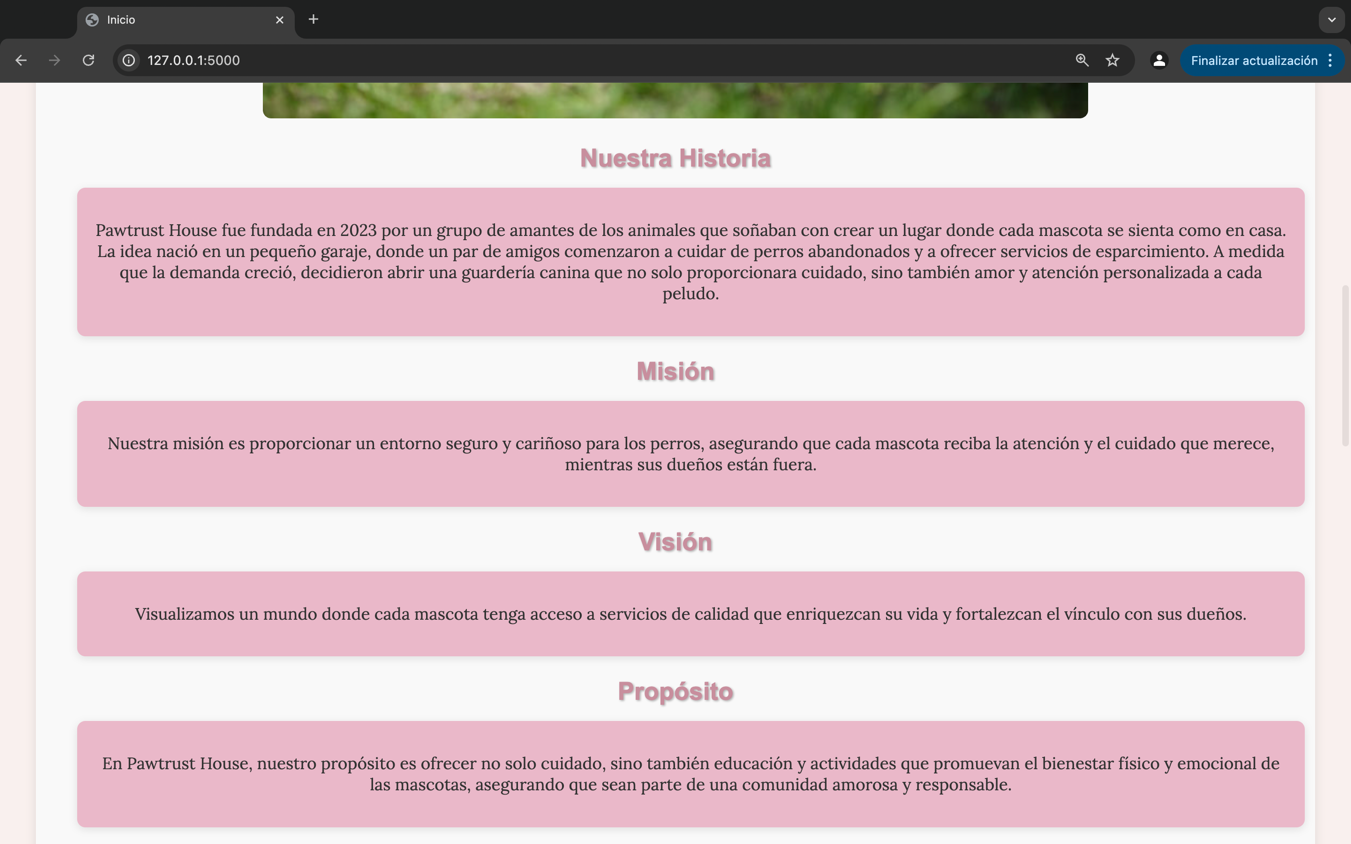 Inicio
127.0.0.1:5000
Finalizar actualización
Nuestra Historia
Pawtrust House fue fundada en 2023 por un grupo de amantes de los animales que soñaban con crear un lugar donde cada mascota se sienta como en casa.
La idea nació en un pequeño garaje, donde un par de amigos comenzaron a cuidar de perros abandonados y a ofrecer servicios de esparcimiento. A medida
que la demanda creció, decidieron abrir una guardería canina que no solo proporcionara cuidado, sino también amor y atención personalizada a cada
peludo.
Misión
Nuestra misión es proporcionar un entorno seguro y cariñoso para los perros, asegurando que cada mascota reciba la atención y el cuidado que merece,
mientras sus dueños están fuera.
Visión
Visualizamos un mundo donde cada mascota tenga acceso a servicios de calidad que enriquezcan su vida y fortalezcan el vínculo con sus dueños.
Propósito
En Pawtrust House, nuestro propósito es ofrecer no solo cuidado, sino también educación y actividades que promuevan el bienestar físico y emocional de
las mascotas, asegurando que sean parte de una comunidad amorosa y responsable.